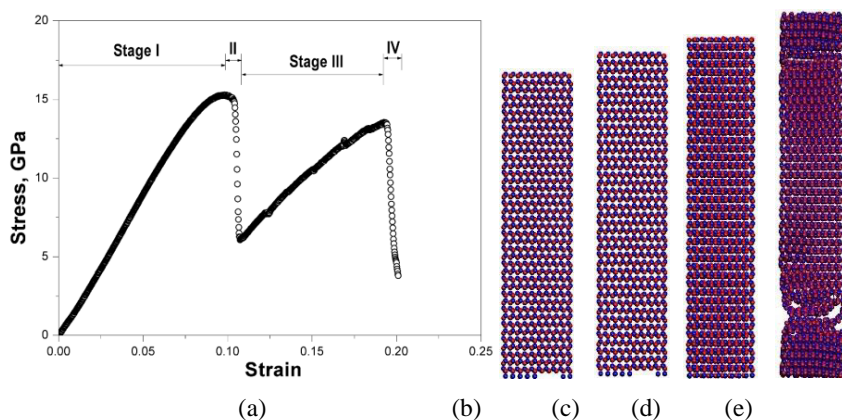 20
15
10
5
0
Stress, GPa
Stage I
II
Stage III
IV
0.00
0.05
0.10
0.15
0.20
0.25
Strain
(a) (b) (c) (d) (e)